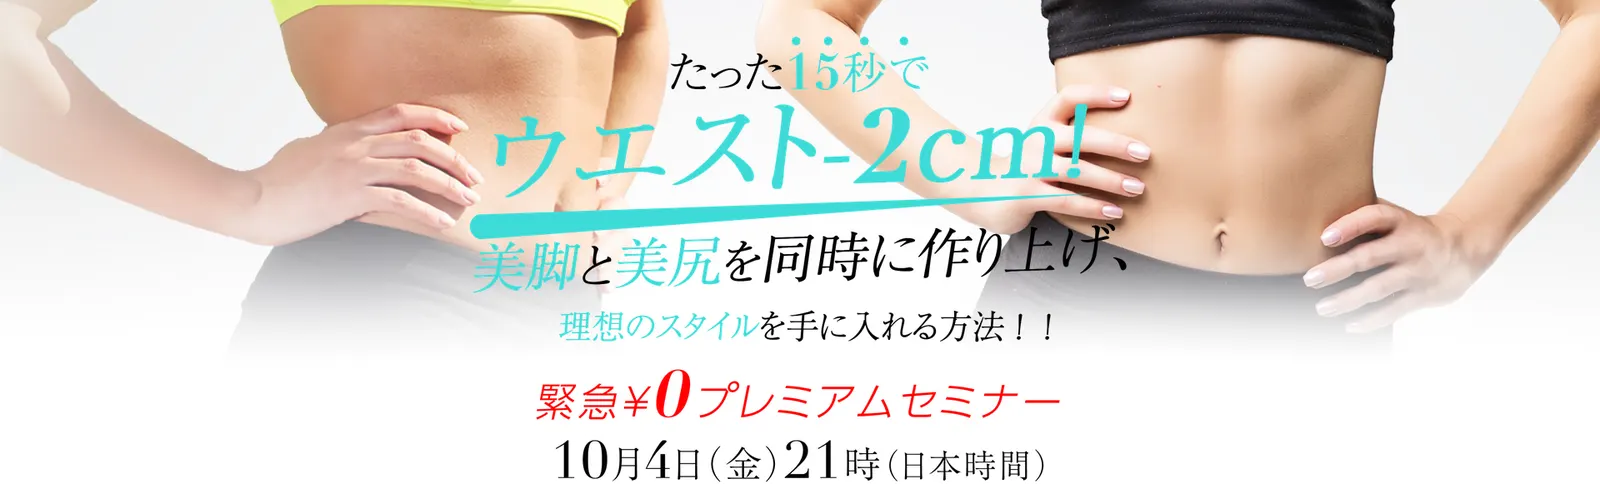 たった15秒で
ウエスト-2cm!
美脚と美尻を同時に作り上げ、
理想のスタイルを手に入れる方法！！
緊急¥0プレミアムセミナー
10月4日（金）21時（日本時間）